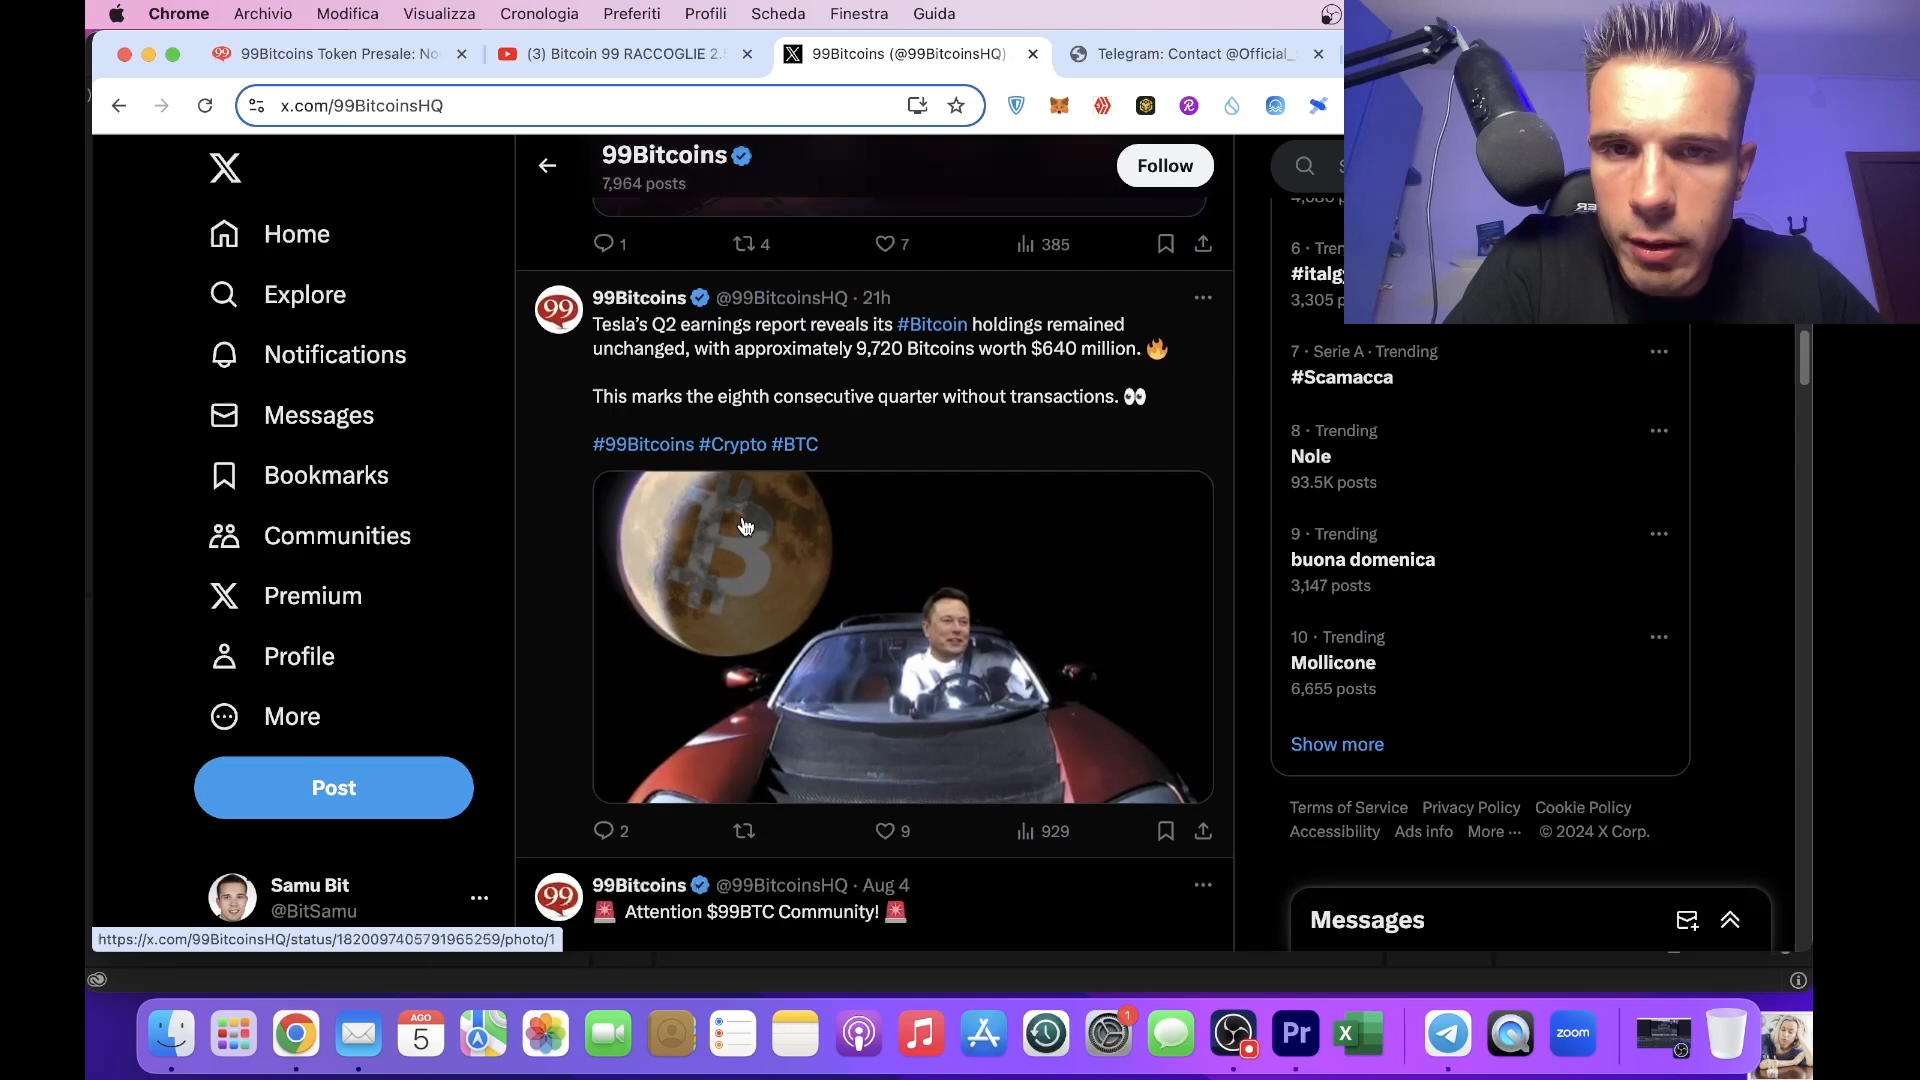 Chrome Archivio Modifica Visualizza Cronologia Preferiti Profili Scheda Finestra Guida
99Bitcoins Token Presale: No
(3) Bitcoin 99 RACCOGLIE 2.
99Bitcoins (@99BitcoinsHQ)
Telegram: Contact @Official_
x.com/99BitcoinsHQ
Home
Explore
Notifications
Messages
Bookmarks
Communities
Premium
Profile
More
Post
Samu Bit
@BitSamu
99Bitcoins
7,964 posts
Follow
1 4 7 385
99Bitcoins @99BitcoinsHQ · 21h
Tesla's Q2 earnings report reveals its #Bitcoin holdings remained
unchanged, with approximately 9,720 Bitcoins worth $640 million. 🔥
This marks the eighth consecutive quarter without transactions. 👀
#99Bitcoins #Crypto #BTC
2 9 929
99Bitcoins @99BitcoinsHQ · Aug 4
🚨 Attention $99BTC Community! 🚨
6 · Tren
#italg
3,305 p
7 · Serie A · Trending
#Scamacca
8 · Trending
Nole
93.5K posts
9 · Trending
buona domenica
3,147 posts
10 · Trending
Mollicone
6,655 posts
Show more
Terms of Service Privacy Policy Cookie Policy
Accessibility Ads info More ··· © 2024 X Corp.
Messages
https://x.com/99BitcoinsHQ/status/1820097405791965259/photo/1
AGO
5
1
Pr
X
zoom